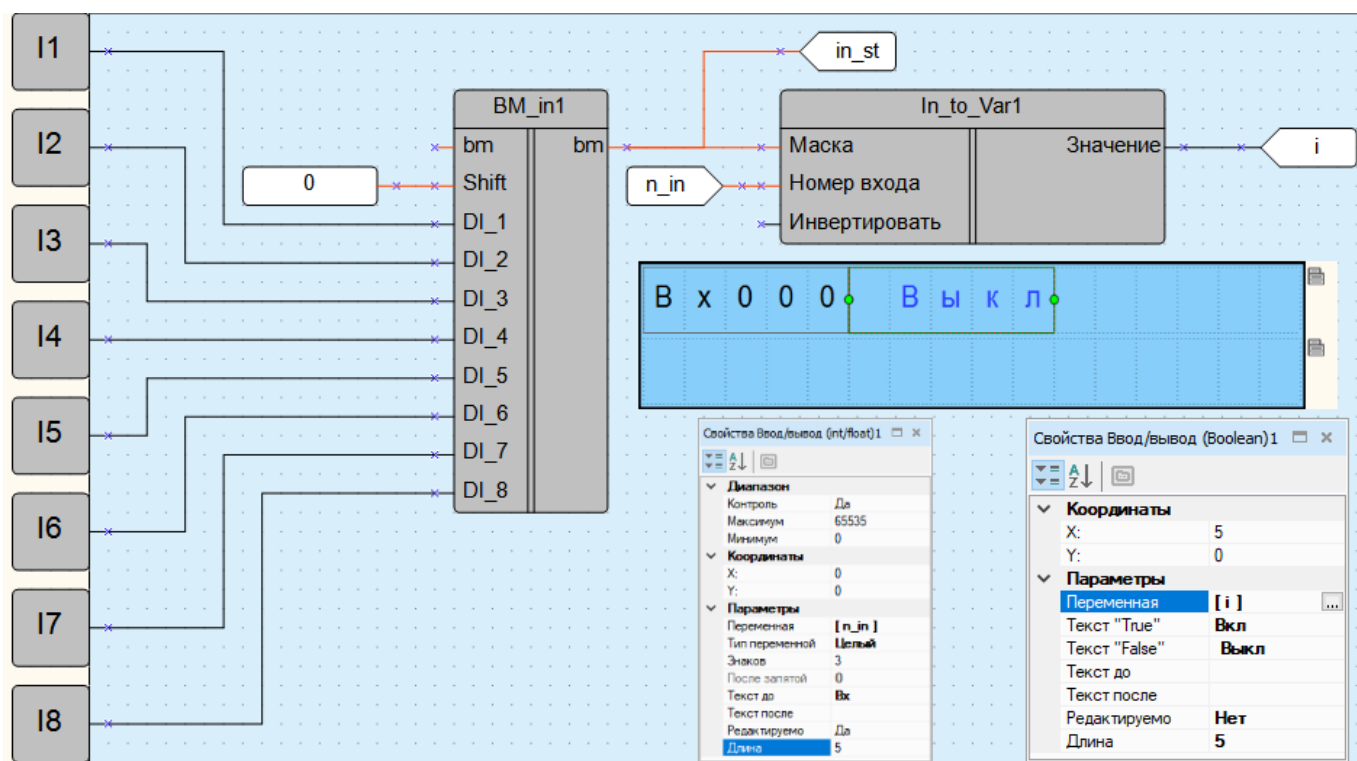 I1
I2
I3
I4
I5
I6
I7
I8
in_st
BM_in1
bm bm
0
Shift
DI_1
DI_2
DI_3
DI_4
DI_5
DI_6
DI_7
DI_8
In_to_Var1
Маска Значение
n_in
Номер входа
Инвертировать
i
Вх000 Выкл
Свойства Ввод/вывод (int/float)1
Диапазон
Контроль Да
Максимум 65535
Минимум 0
Координаты
X: 0
Y: 0
Параметры
Переменная [ n_in ]
Тип переменной Целый
Знаков 3
После запятой 0
Текст до Вх
Текст после
Редактируемо Да
Длина 5
Свойства Ввод/вывод (Boolean)1
Координаты
X: 5
Y: 0
Параметры
Переменная [ i ] ...
Текст "True" Вкл
Текст "False" Выкл
Текст до
Текст после
Редактируемо Нет
Длина 5